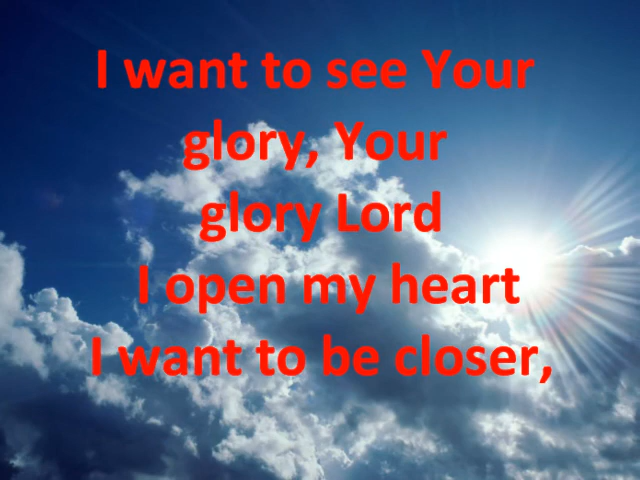 I want to see Your
glory, Your
glory Lord
I open my heart
I want to be closer,